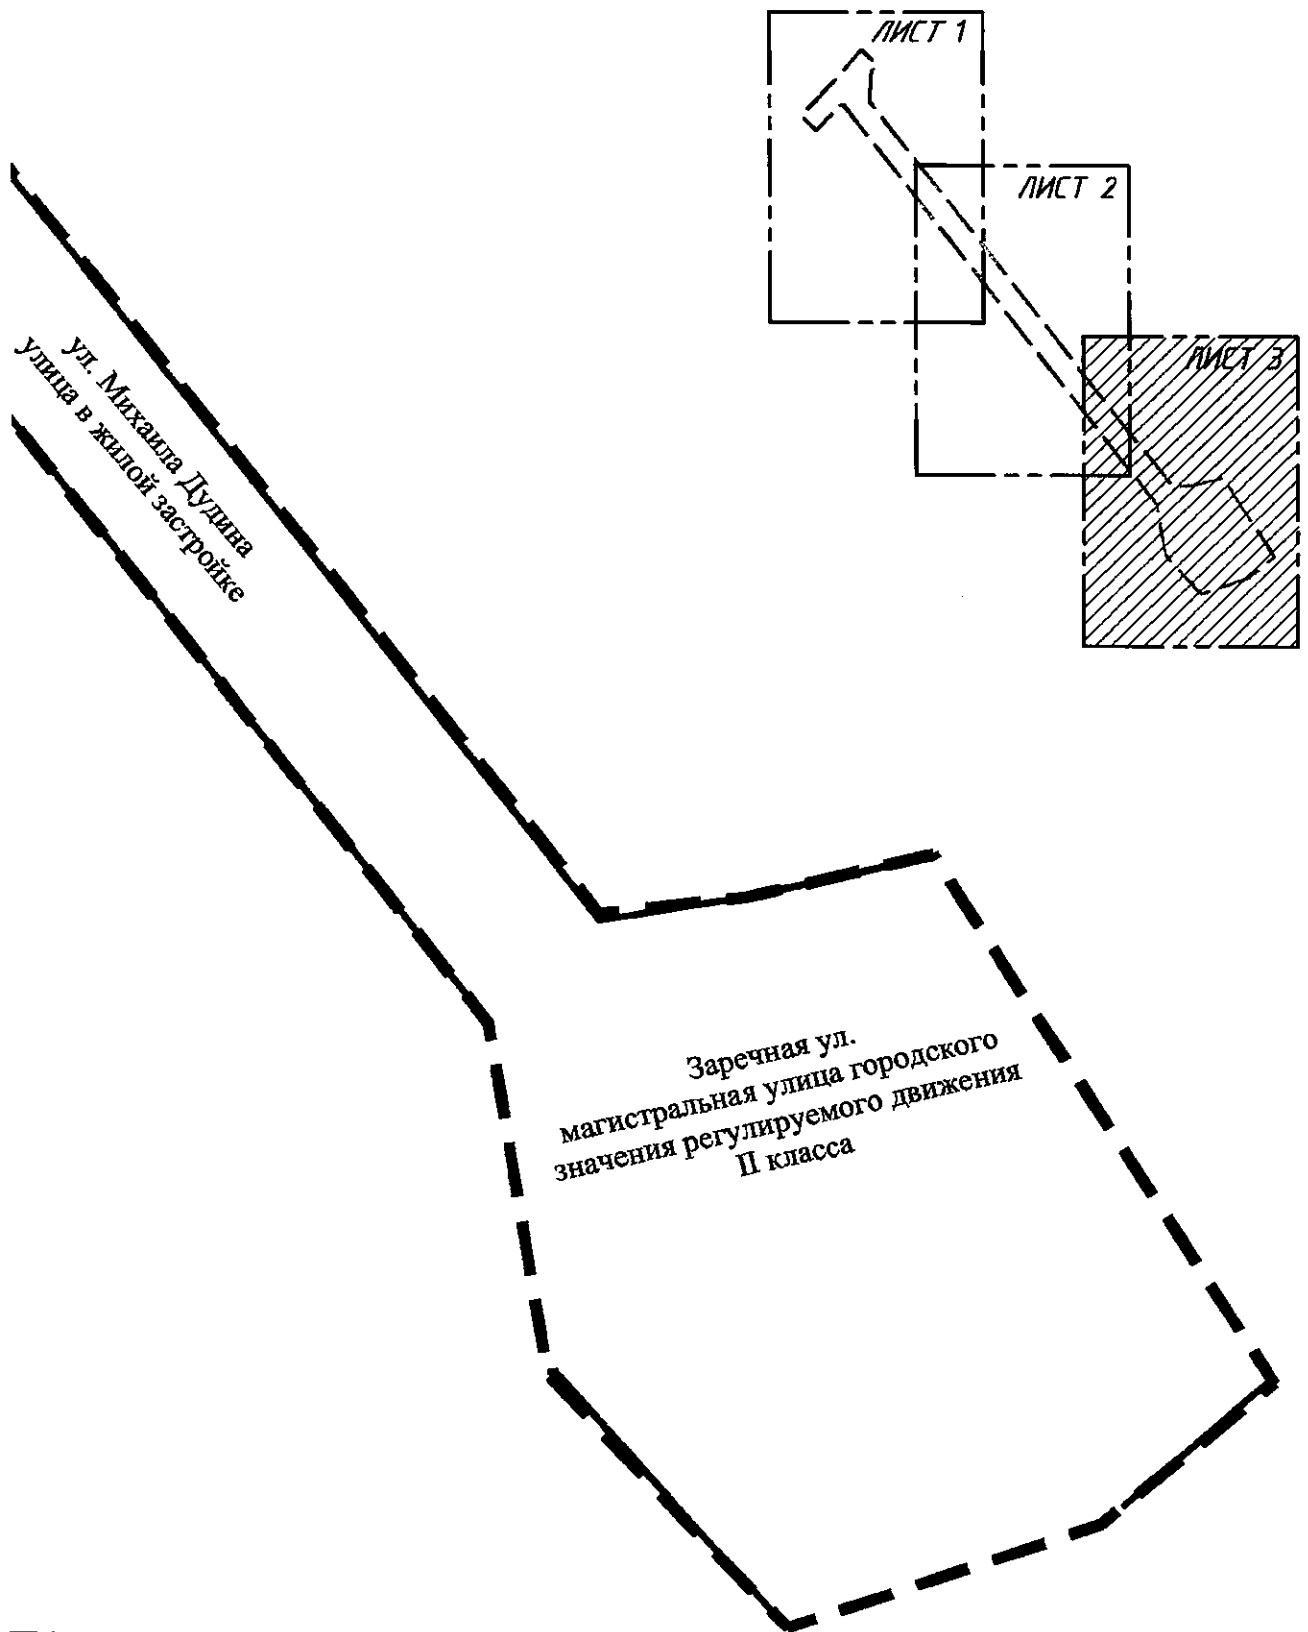 ЛИСТ 1
ЛИСТ 2
ЛИСТ 3
ул. Михаила Дудина
улица в жилой застройке
Заречная ул.
магистральная улица городского
значения регулируемого движения
II класса